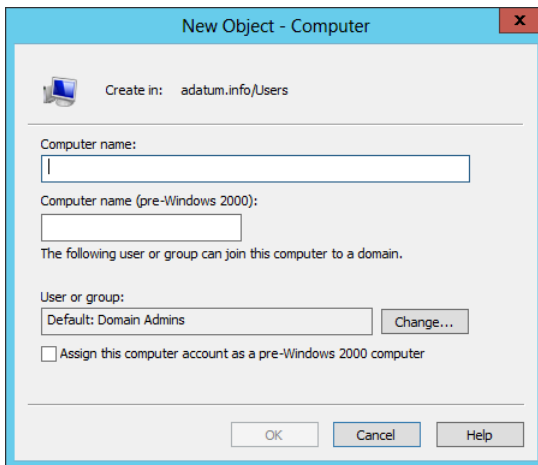 New Object - Computer
x
Create in: adatum.info/Users
Computer name:
Computer name (pre-Windows 2000):
The following user or group can join this computer to a domain.
User or group:
Default: Domain Admins
Change...
Assign this computer account as a pre-Windows 2000 computer
OK Cancel Help